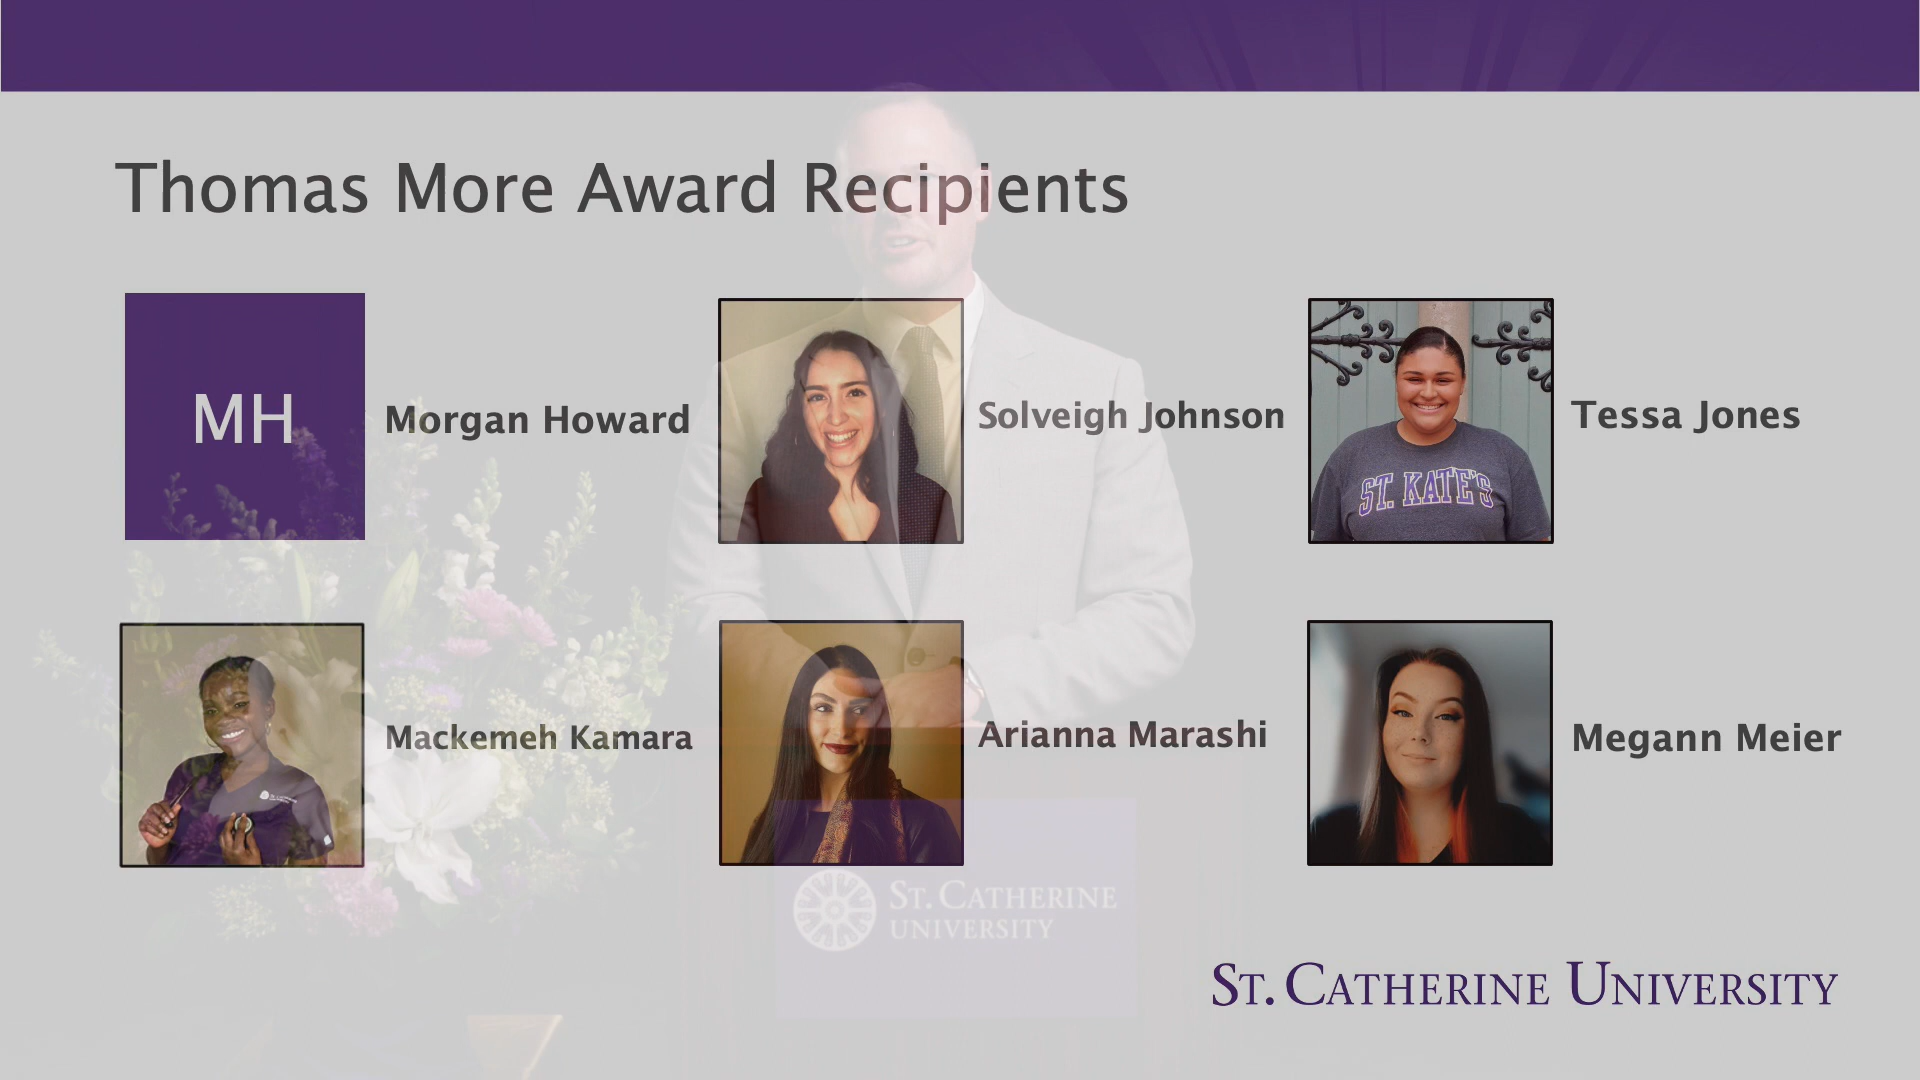 Thomas More Award Recipients
MH
Morgan Howard
Solveigh Johnson
Tessa Jones
ST. KATE'S
Mackemeh Kamara
Arianna Marashi
Megann Meier
ST. CATHERINE
UNIVERSITY
ST. CATHERINE UNIVERSITY